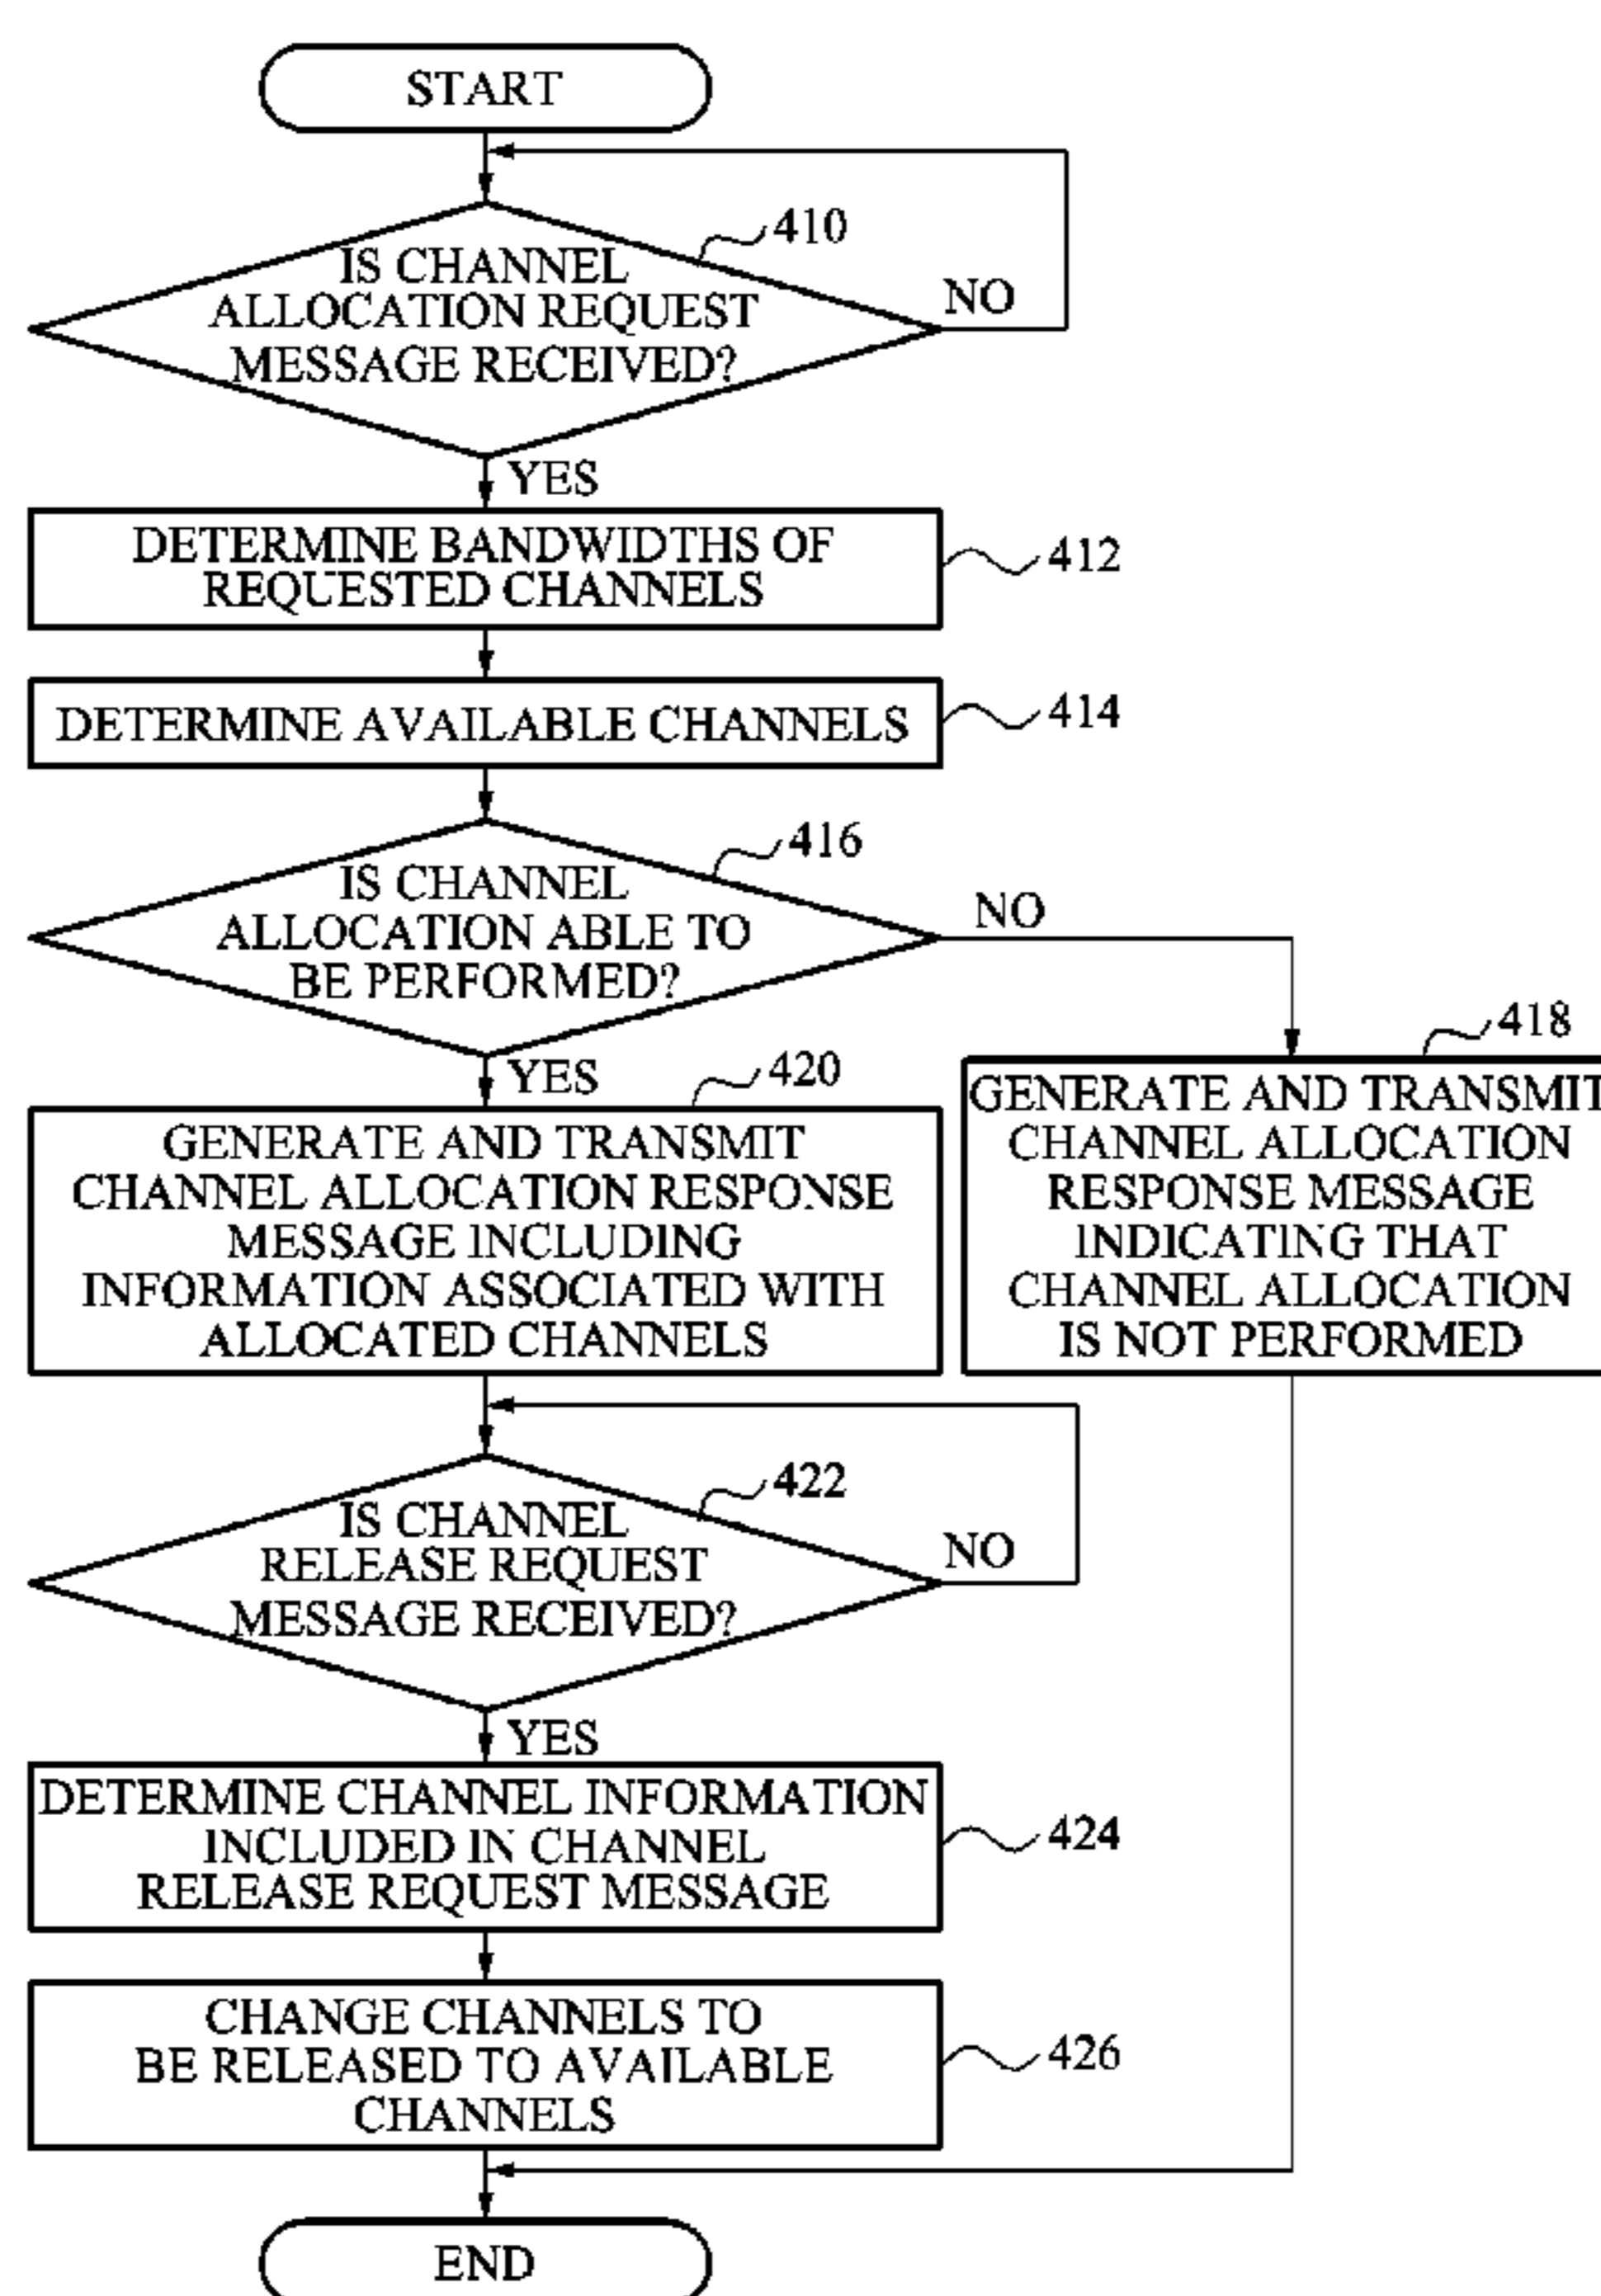 START
410
IS CHANNEL
ALLOCATION REQUEST
MESSAGE RECEIVED?
NO
YES
DETERMINE BANDWIDTHS OF
REQUESTED CHANNELS
412
DETERMINE AVAILABLE CHANNELS
414
416
IS CHANNEL
ALLOCATION ABLE TO
BE PERFORMED?
NO
YES
418
GENERATE AND TRANSMIT
CHANNEL ALLOCATION
RESPONSE MESSAGE
INDICATING THAT
CHANNEL ALLOCATION
IS NOT PERFORMED
420
GENERATE AND TRANSMIT
CHANNEL ALLOCATION RESPONSE
MESSAGE INCLUDING
INFORMATION ASSOCIATED WITH
ALLOCATED CHANNELS
422
IS CHANNEL
RELEASE REQUEST
MESSAGE RECEIVED?
NO
YES
DETERMINE CHANNEL INFORMATION
INCLUDED IN CHANNEL
RELEASE REQUEST MESSAGE
424
CHANGE CHANNELS TO
BE RELEASED TO AVAILABLE
CHANNELS
426
END